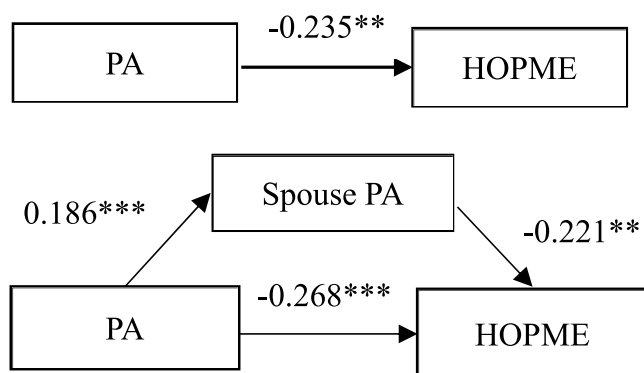 -0.235**
PA
HOPME
Spouse PA
0.186***
-0.221**
-0.268***
PA
HOPME